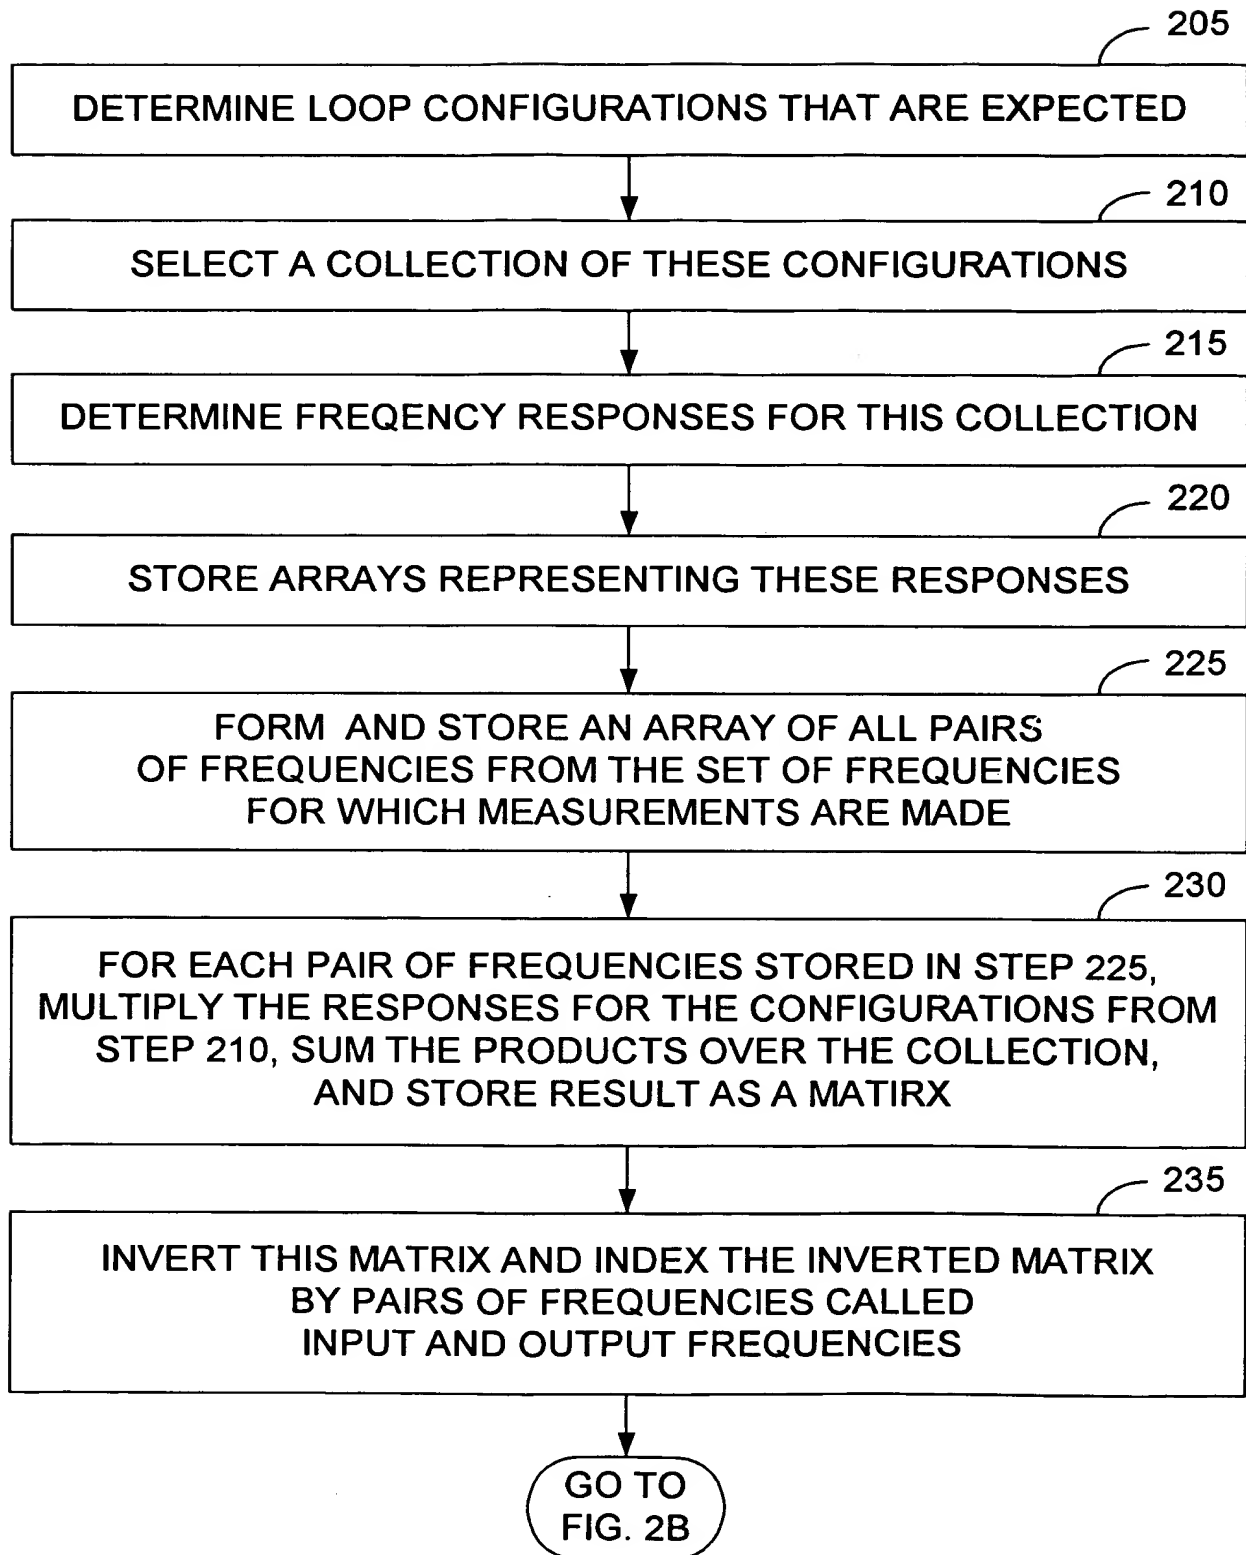 205
DETERMINE LOOP CONFIGURATIONS THAT ARE EXPECTED
210
SELECT A COLLECTION OF THESE CONFIGURATIONS
215
DETERMINE FREQENCY RESPONSES FOR THIS COLLECTION
220
STORE ARRAYS REPRESENTING THESE RESPONSES
225
FORM AND STORE AN ARRAY OF ALL PAIRS
OF FREQUENCIES FROM THE SET OF FREQUENCIES
FOR WHICH MEASUREMENTS ARE MADE
230
FOR EACH PAIR OF FREQUENCIES STORED IN STEP 225,
MULTIPLY THE RESPONSES FOR THE CONFIGURATIONS FROM
STEP 210, SUM THE PRODUCTS OVER THE COLLECTION,
AND STORE RESULT AS A MATIRX
235
INVERT THIS MATRIX AND INDEX THE INVERTED MATRIX
BY PAIRS OF FREQUENCIES CALLED
INPUT AND OUTPUT FREQUENCIES
GO TO
FIG. 2B